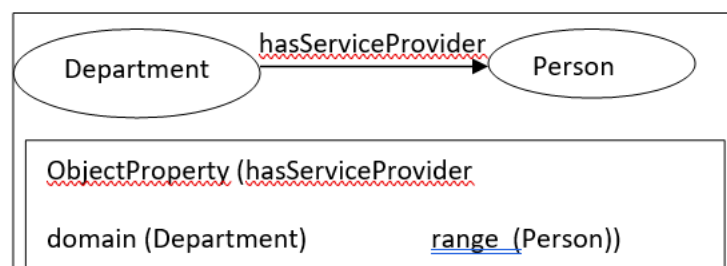 hasServiceProvider
Department
Person
ObjectProperty (hasServiceProvider
domain (Department) range (Person))